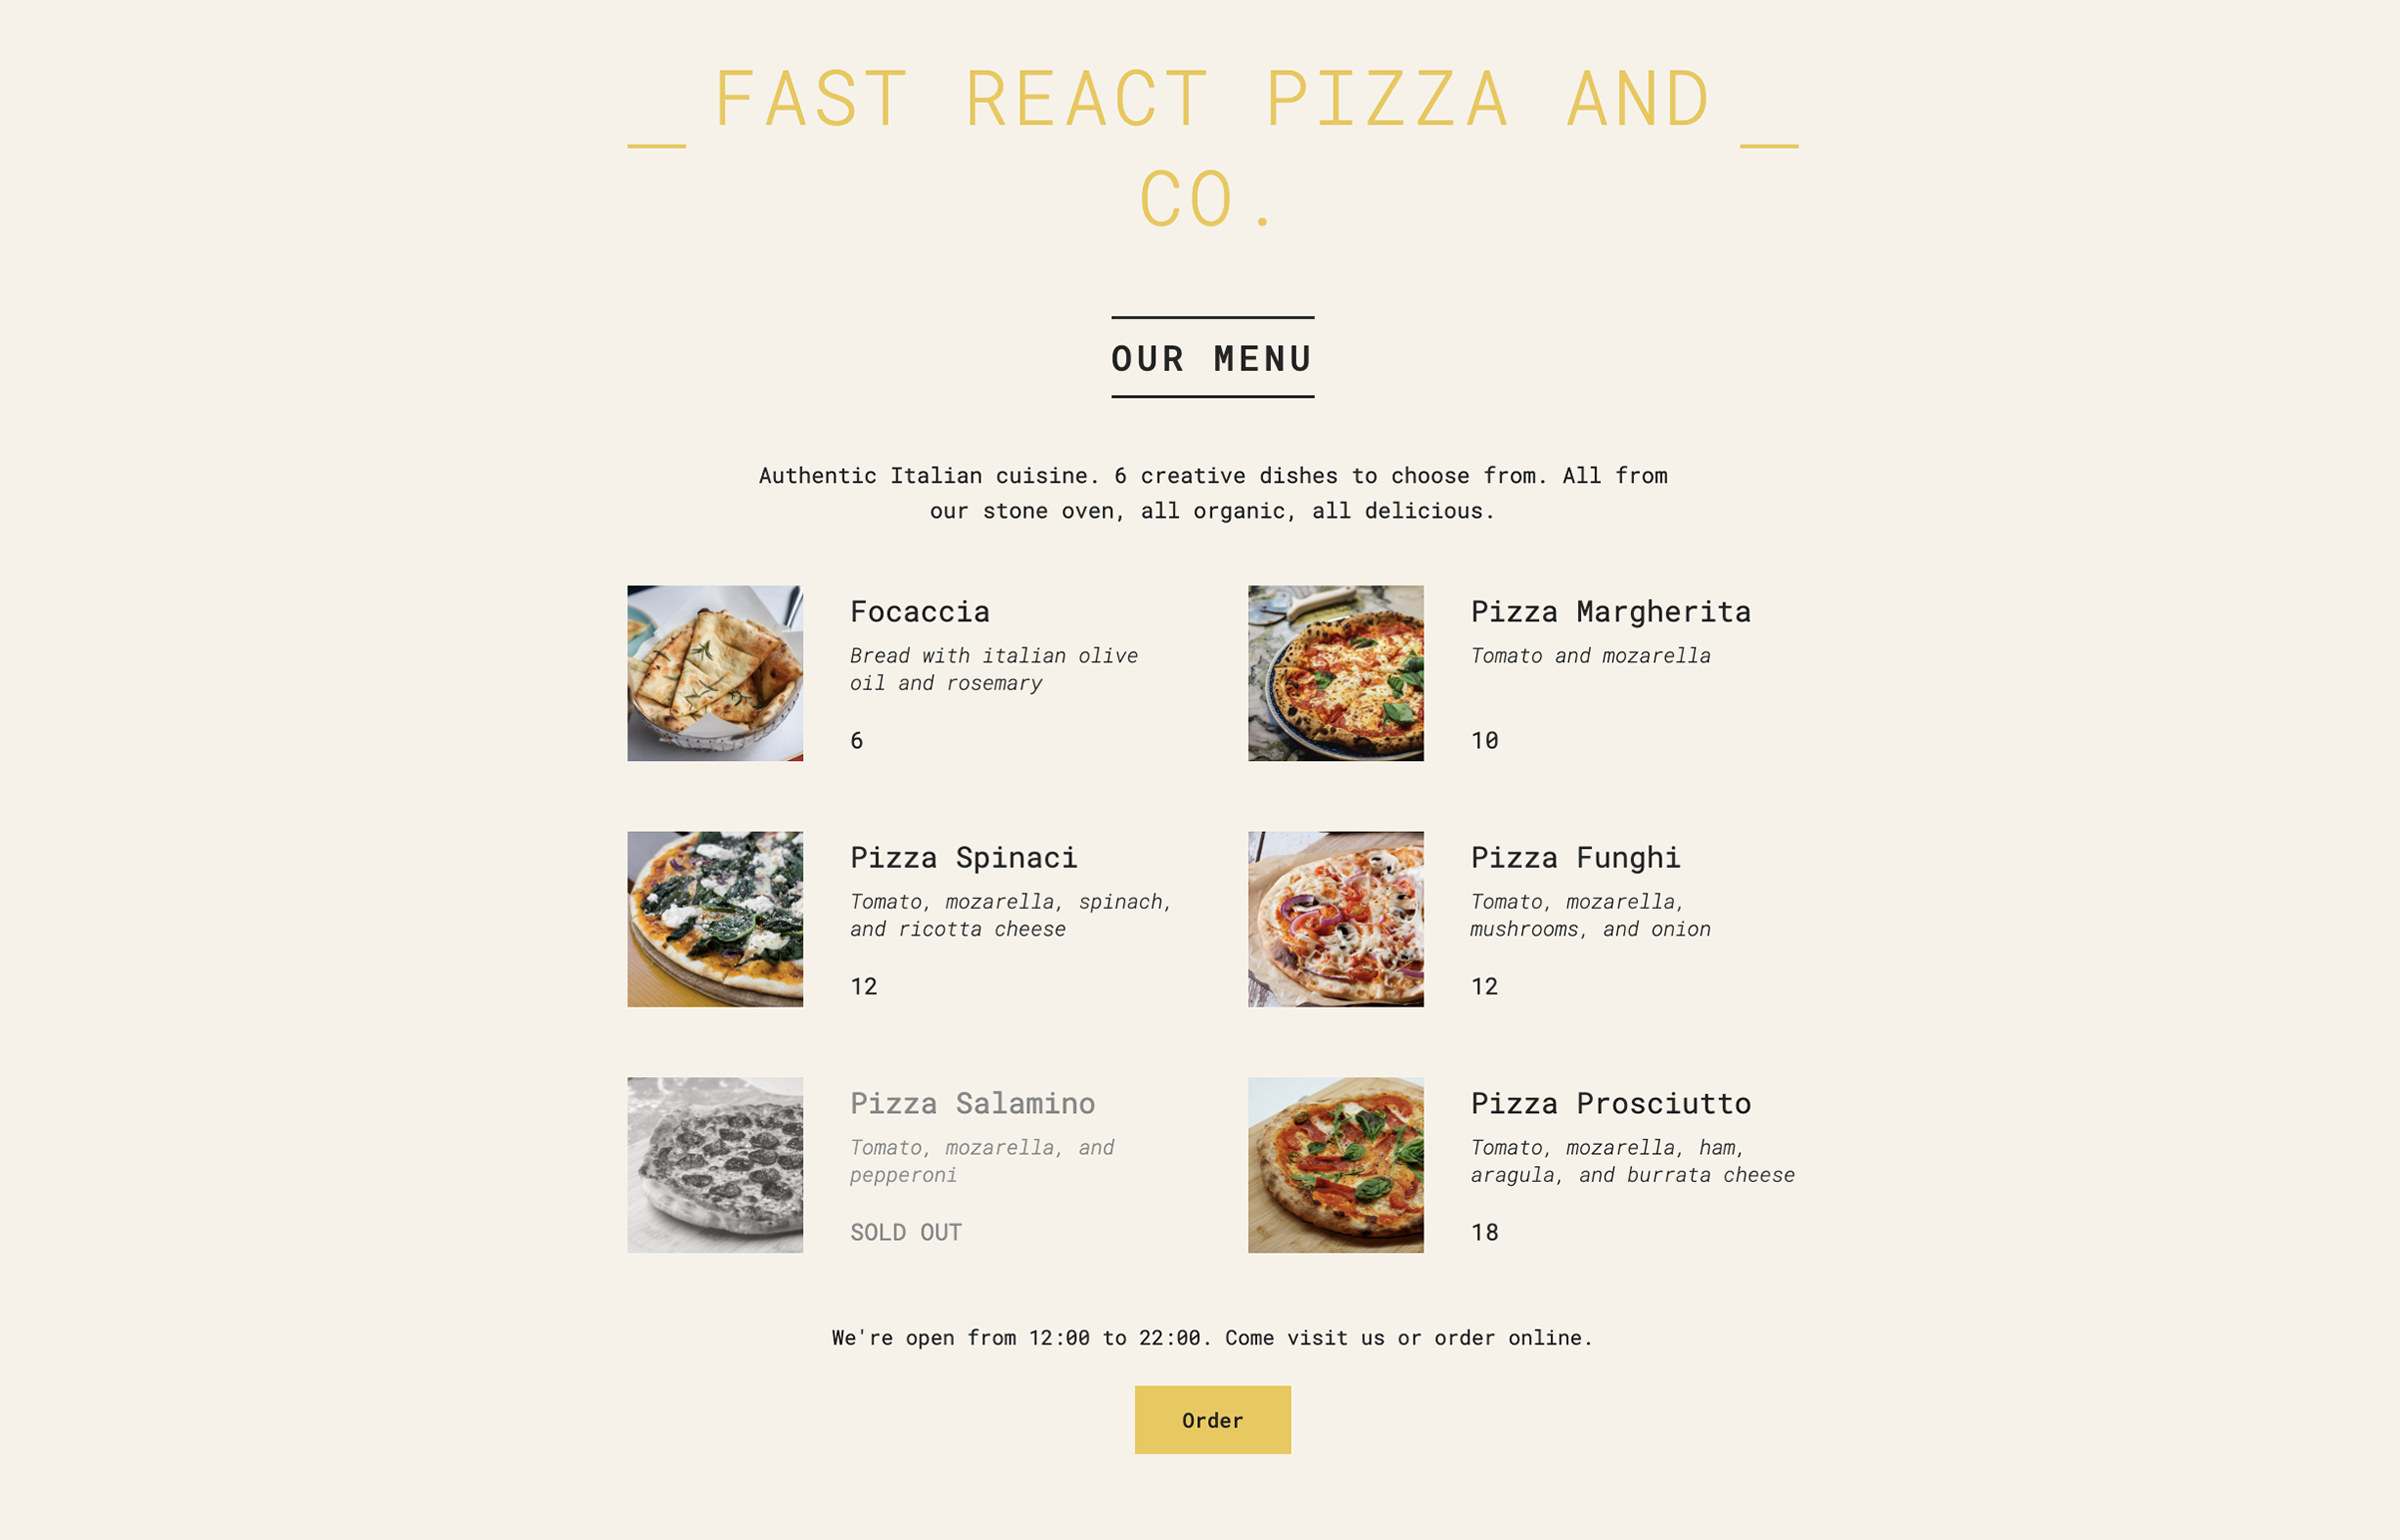 FAST REACT PIZZA AND
CO.
OUR MENU
Authentic Italian cuisine. 6 creative dishes to choose from. All from
our stone oven, all organic, all delicious.
Focaccia
Bread with italian olive
oil and rosemary
6
Pizza Margherita
Tomato and mozarella
10
Pizza Spinaci
Tomato, mozarella, spinach,
and ricotta cheese
12
Pizza Funghi
Tomato, mozarella,
mushrooms, and onion
12
Pizza Salamino
Tomato, mozarella, and
pepperoni
SOLD OUT
Pizza Prosciutto
Tomato, mozarella, ham,
aragula, and burrata cheese
18
We're open from 12:00 to 22:00. Come visit us or order online.
Order